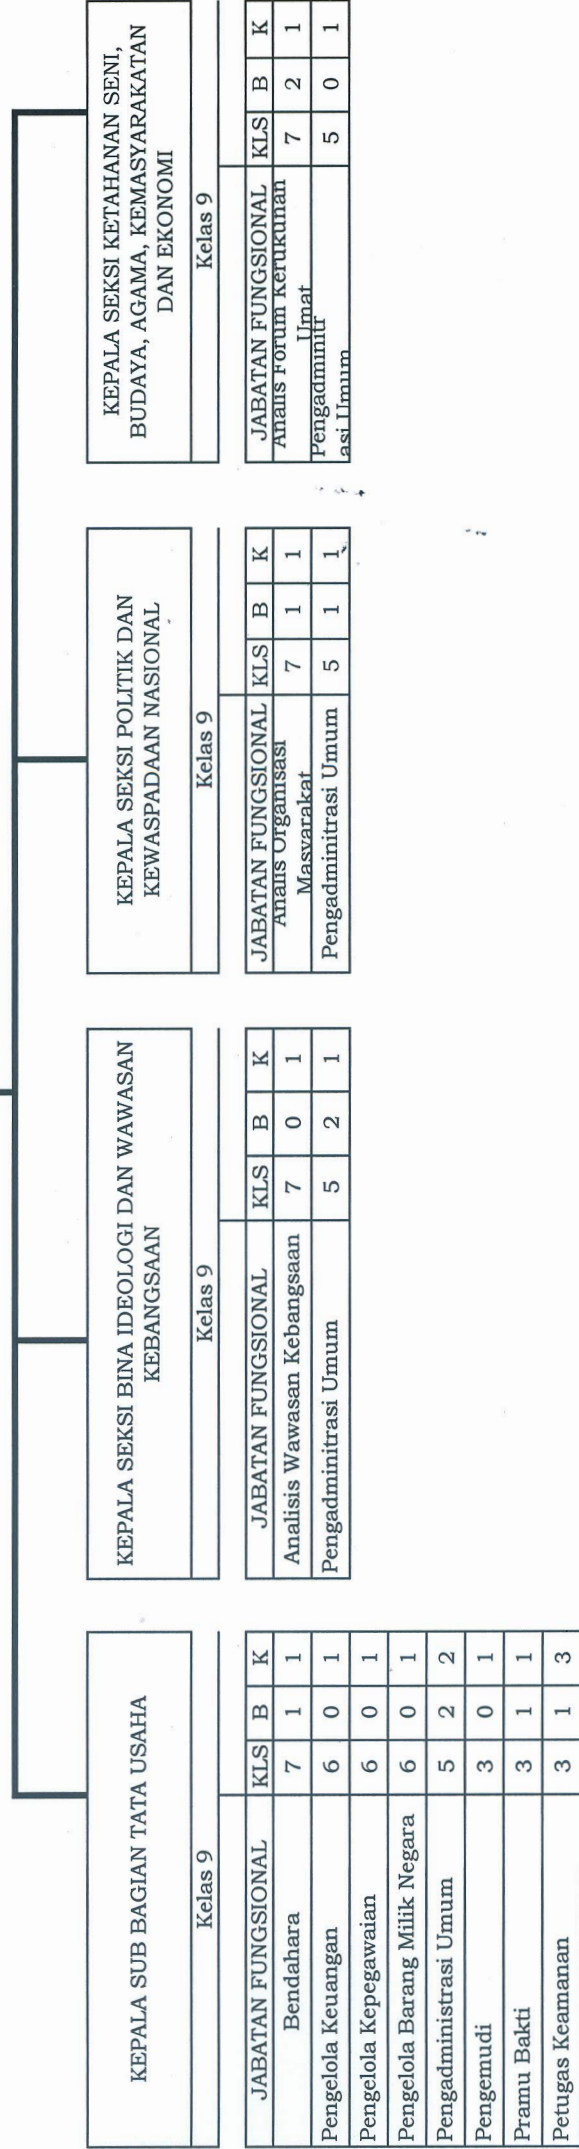 KEPALA SUB BAGIAN TATA USAHA
Kelas 9
JABATAN FUNGSIONAL KLS B K
Bendahara 7 1 1
Pengelola Keuangan 6 0 1
Pengelola Kepegawaian 6 0 1
Pengelola Barang Milik Negara 6 0 1
Pengadministrasi Umum 5 2 2
Pengemudi 3 0 1
Pramu Bakti 3 1 1
Petugas Keamanan 3 1 3
KEPALA SEKSI BINA IDEOLOGI DAN WAWASAN
KEBANGSAAN
Kelas 9
JABATAN FUNGSIONAL KLS B K
Analisis Wawasan Kebangsaan 7 0 1
Pengadminitrasi Umum 5 2 1
KEPALA SEKSI POLITIK DAN
KEWASPADAAN NASIONAL
Kelas 9
JABATAN FUNGSIONAL KLS B K
Analis Organisasi 7 1 1
Masyarakat
Pengadminitrasi Umum 5 1 1
KEPALA SEKSI KETAHANAN SENI,
BUDAYA, AGAMA, KEMASYARAKATAN
DAN EKONOMI
Kelas 9
JABATAN FUNGSIONAL KLS B K
Analis Forum Kerukunan 7 2 1
Umat
Pengadminitr 5 0 1
asi Umum